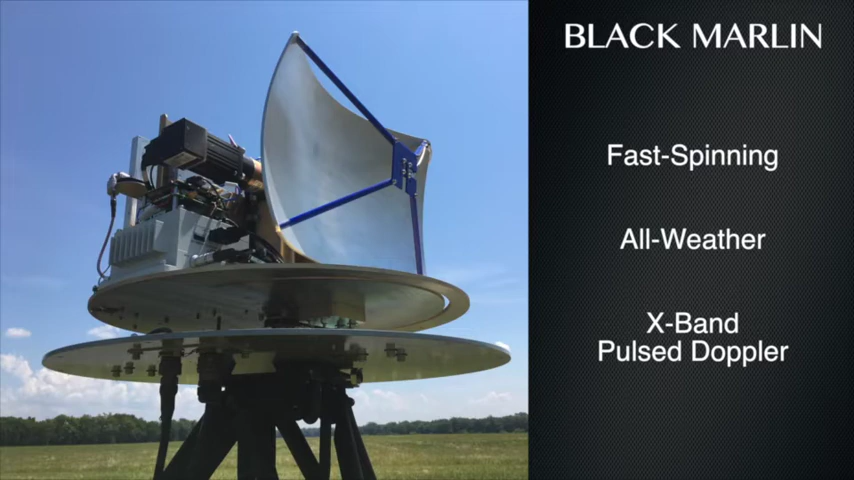 BLACK MARLIN
Fast-Spinning
All-Weather
X-Band
Pulsed Doppler